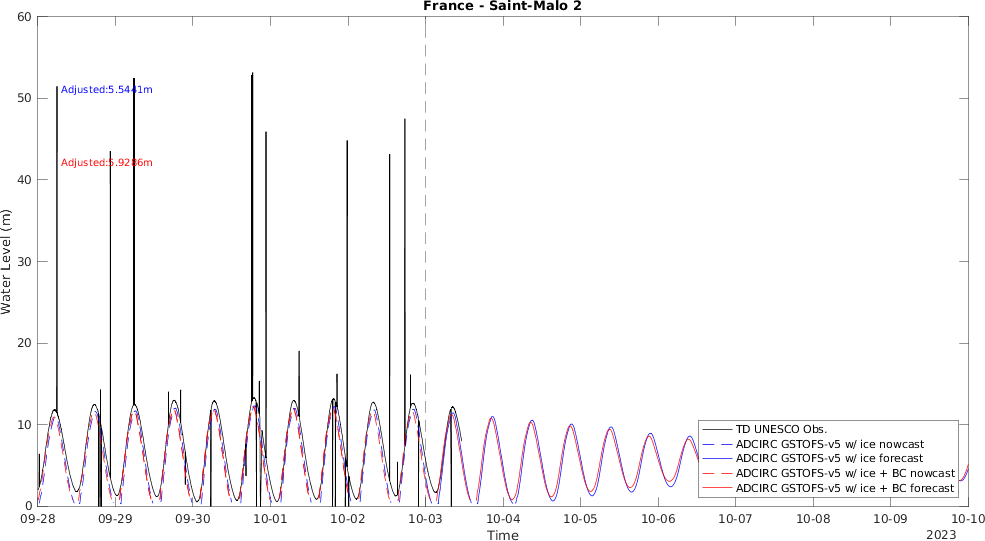 France - Saint-Malo 2
Water Level (m)
60
50
40
30
20
10
0
Adjusted:5.5441m
Adjusted:5.9286m
TD UNESCO Obs.
ADCIRC GSTOFS-v5 w/ ice nowcast
ADCIRC GSTOFS-v5 w/ ice forecast
ADCIRC GSTOFS-v5 w/ ice + BC nowcast
ADCIRC GSTOFS-v5 w/ ice + BC forecast
09-28 09-29 09-30 10-01 10-02 10-03 10-04 10-05 10-06 10-07 10-08 10-09 10-10
Time
2023